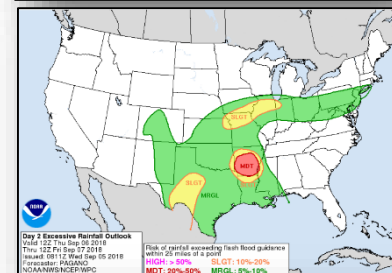 SLGT
MDT
SLGT
SLGT
MRGL
NOAA
Day 2 Excessive Rainfall Outlook
Valid 12Z Thu Sep 06 2018
Thru 12Z Fri Sep 07 2018
Issued: 0811Z Wed Sep 05 2018
Forecaster: PAGANO
NOAA/NWS/NCEP/WPC
Risk of rainfall exceeding flash flood guidance
within 25 miles of a point
HIGH: > 50% SLGT: 10%-20%
MDT: 20%-50% MRGL: 5%-10%